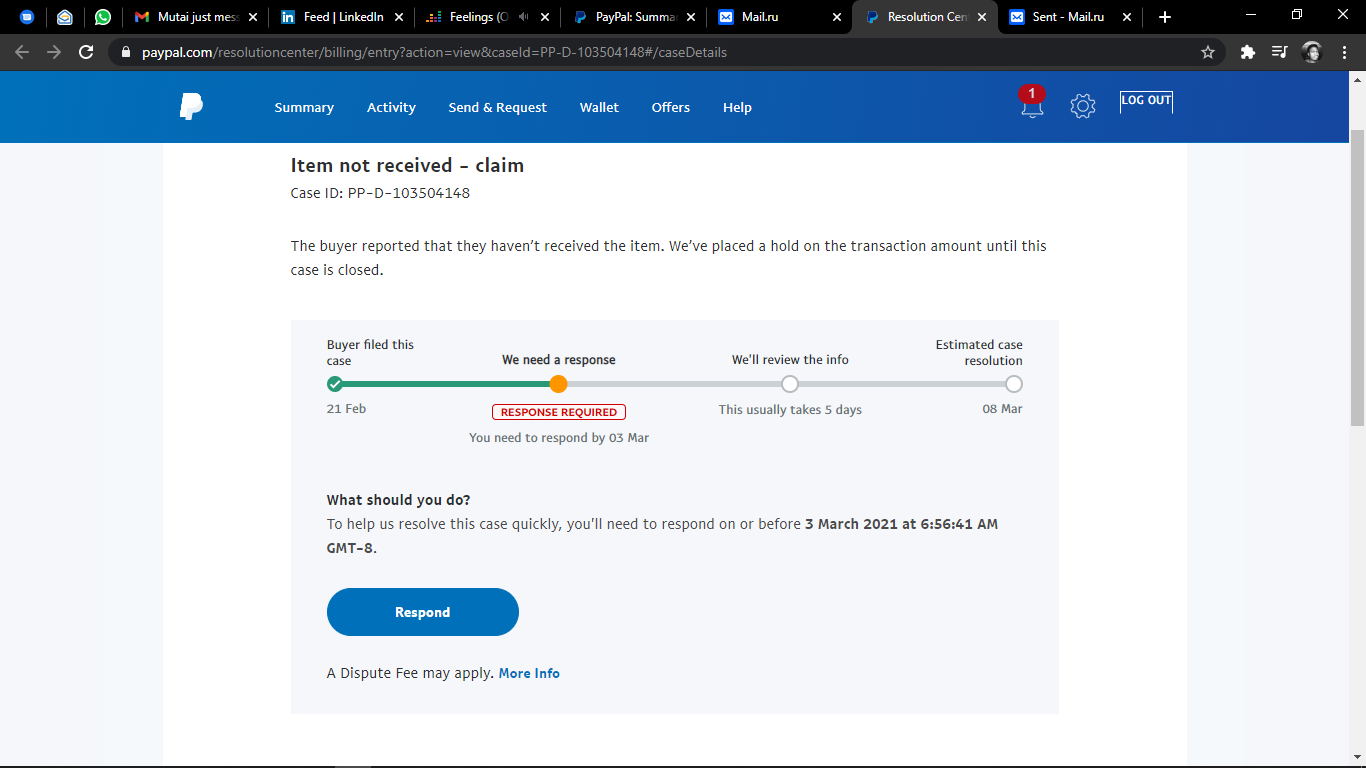 Mutai just mes
Feed | LinkedIn
Feelings (O
PayPal: Summa
Mail.ru
Resolution Cen
Sent - Mail.ru
paypal.com/resolutioncenter/billing/entry?action=view&caseId=PP-D-103504148#/caseDetails
Summary
Activity
Send & Request
Wallet
Offers
Help
1
LOG OUT
Item not received - claim
Case ID: PP-D-103504148
The buyer reported that they haven't received the item. We've placed a hold on the transaction amount until this
case is closed.
Buyer filed this
case
We need a response
We'll review the info
Estimated case
resolution
21 Feb
RESPONSE REQUIRED
This usually takes 5 days
08 Mar
You need to respond by 03 Mar
What should you do?
To help us resolve this case quickly, you'll need to respond on or before 3 March 2021 at 6:56:41 AM
GMT-8.
Respond
A Dispute Fee may apply. More Info